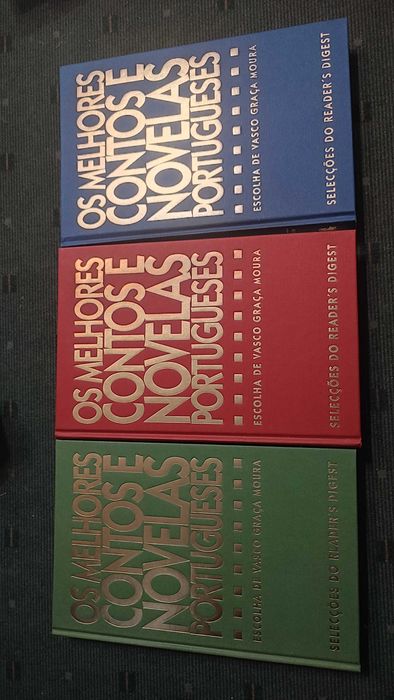 OS MELHORES
CONTOS E
NOVELAS
PORTUGUESES
ESCOLHA DE VASCO GRAÇA MOURA
SELECÇÕES DO READER'S DIGEST
OS MELHORES
CONTOS E
NOVELAS
PORTUGUESES
ESCOLHA DE VASCO GRAÇA MOURA
SELECÇÕES DO READER'S DIGEST
OS MELHORES
CONTOS E
NOVELAS
PORTUGUESES
ESCOLHA DE VASCO GRAÇA MOURA
SELECÇÕES DO READER'S DIGEST